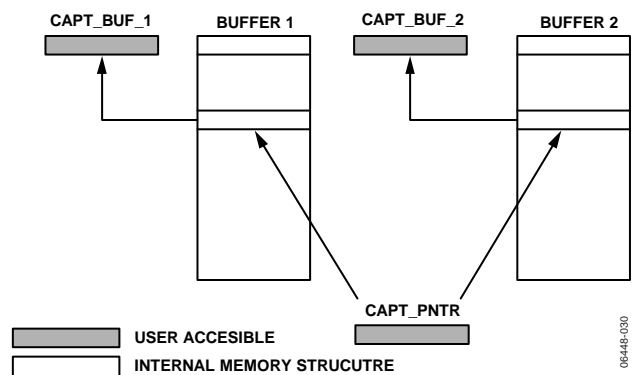 CAPT_BUF_1 BUFFER 1 CAPT_BUF_2 BUFFER 2
CAPT_PNTR
USER ACCESIBLE
INTERNAL MEMORY STRUCUTRE
06448-030